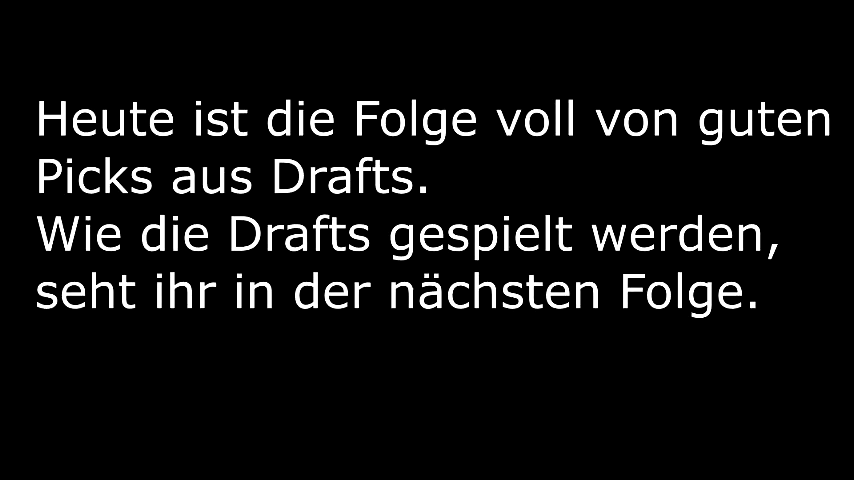 Heute ist die Folge voll von guten
Picks aus Drafts.
Wie die Drafts gespielt werden,
seht ihr in der nächsten Folge.